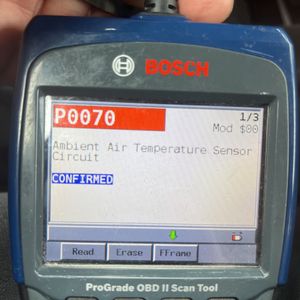 BOSCH
P0070
1/3
Mod $00
Ambient Air Temperature Sensor
Circuit
CONFIRMED
Read Erase FFrame
ProGrade OBD II Scan Tool